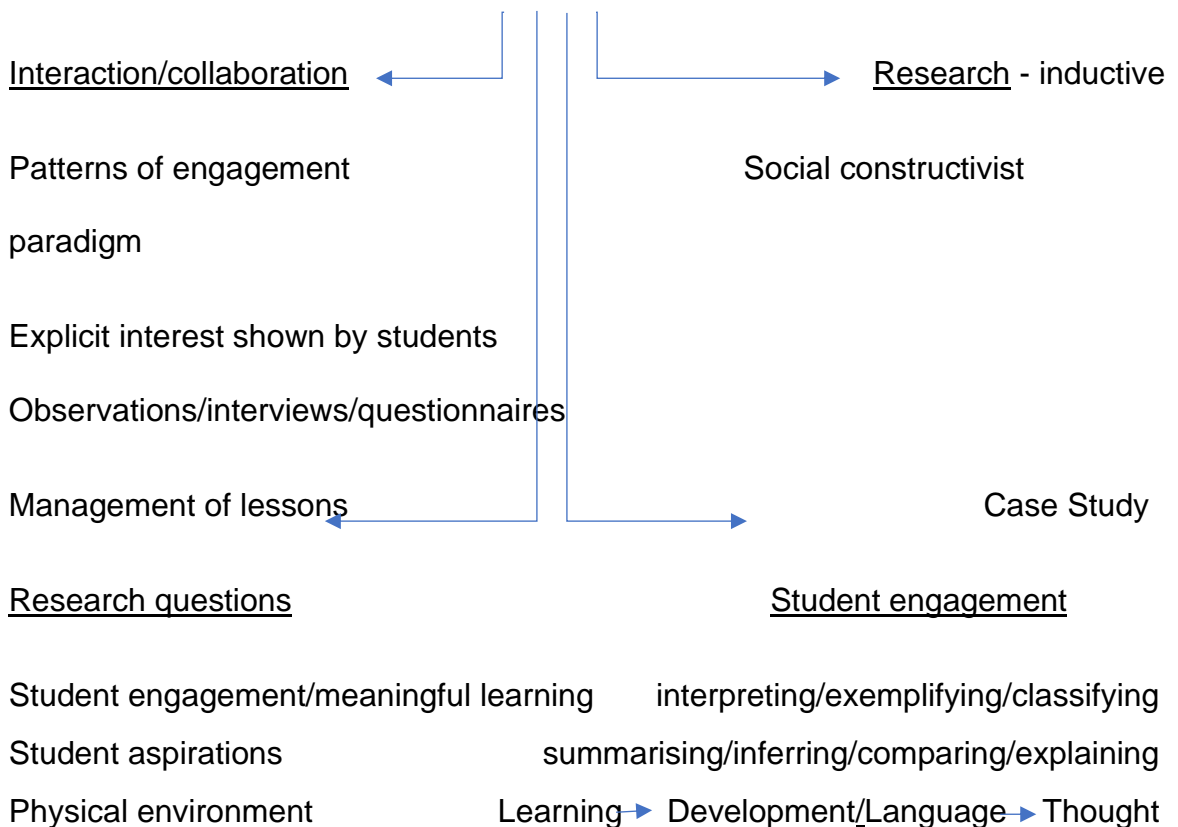 Interaction/collaboration Research - inductive
Patterns of engagement Social constructivist
paradigm
Explicit interest shown by students
Observations/interviews/questionnaires
Management of lessons Case Study
Research questions Student engagement
Student engagement/meaningful learning interpreting/exemplifying/classifying
Student aspirations summarising/inferring/comparing/explaining
Physical environment Learning Development/Language Thought